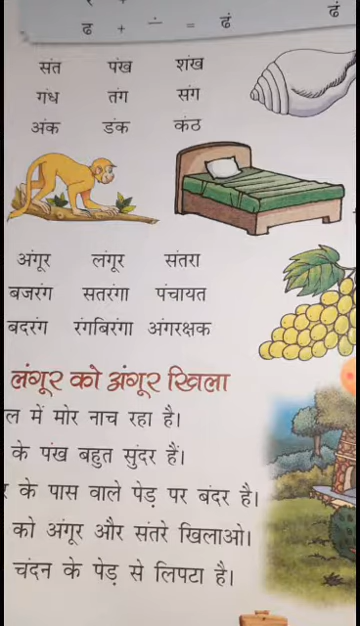 ढ + ÷ = ढं ढं
संत पंख शंख
गंध तंग संग
अंक डंक कंठ
अंगूर लंगूर संतरा
बजरंग सतरंगा पंचायत
बदरंग रंगबिरंगा अंगरक्षक
लंगूर को अंगूर खिला
ल में मोर नाच रहा है।
के पंख बहुत सुंदर हैं।
र के पास वाले पेड़ पर बंदर है।
को अंगूर और संतरे खिलाओ।
चंदन के पेड़ से लिपटा है।